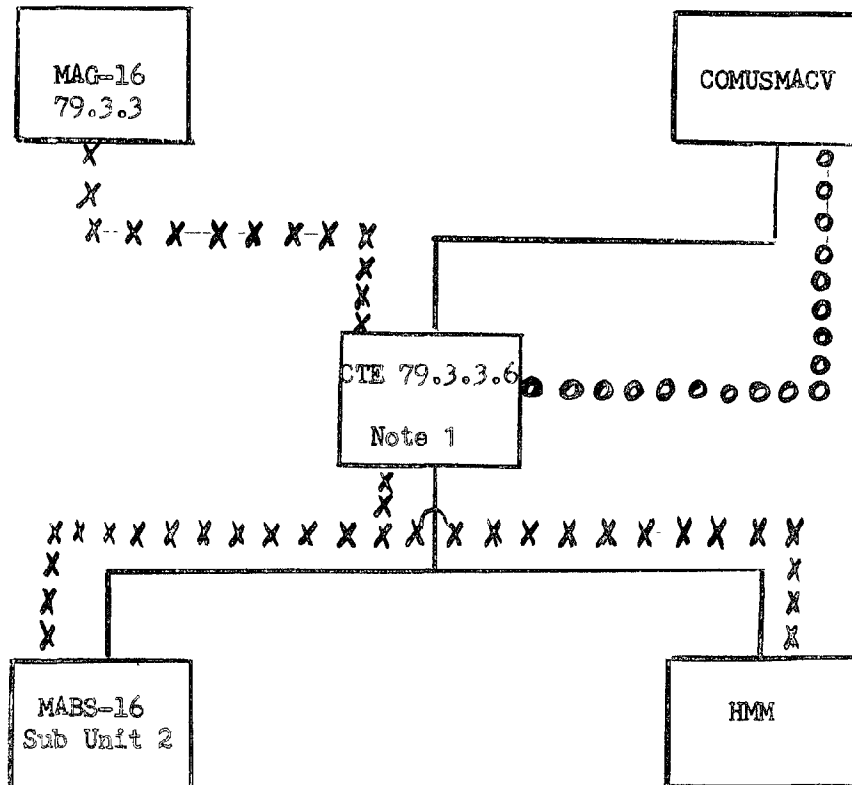 MAG-16
79.3.3
COMUSMACV
CTE 79.3.3.6
Note 1
MABS-16
Sub Unit 2
HMM